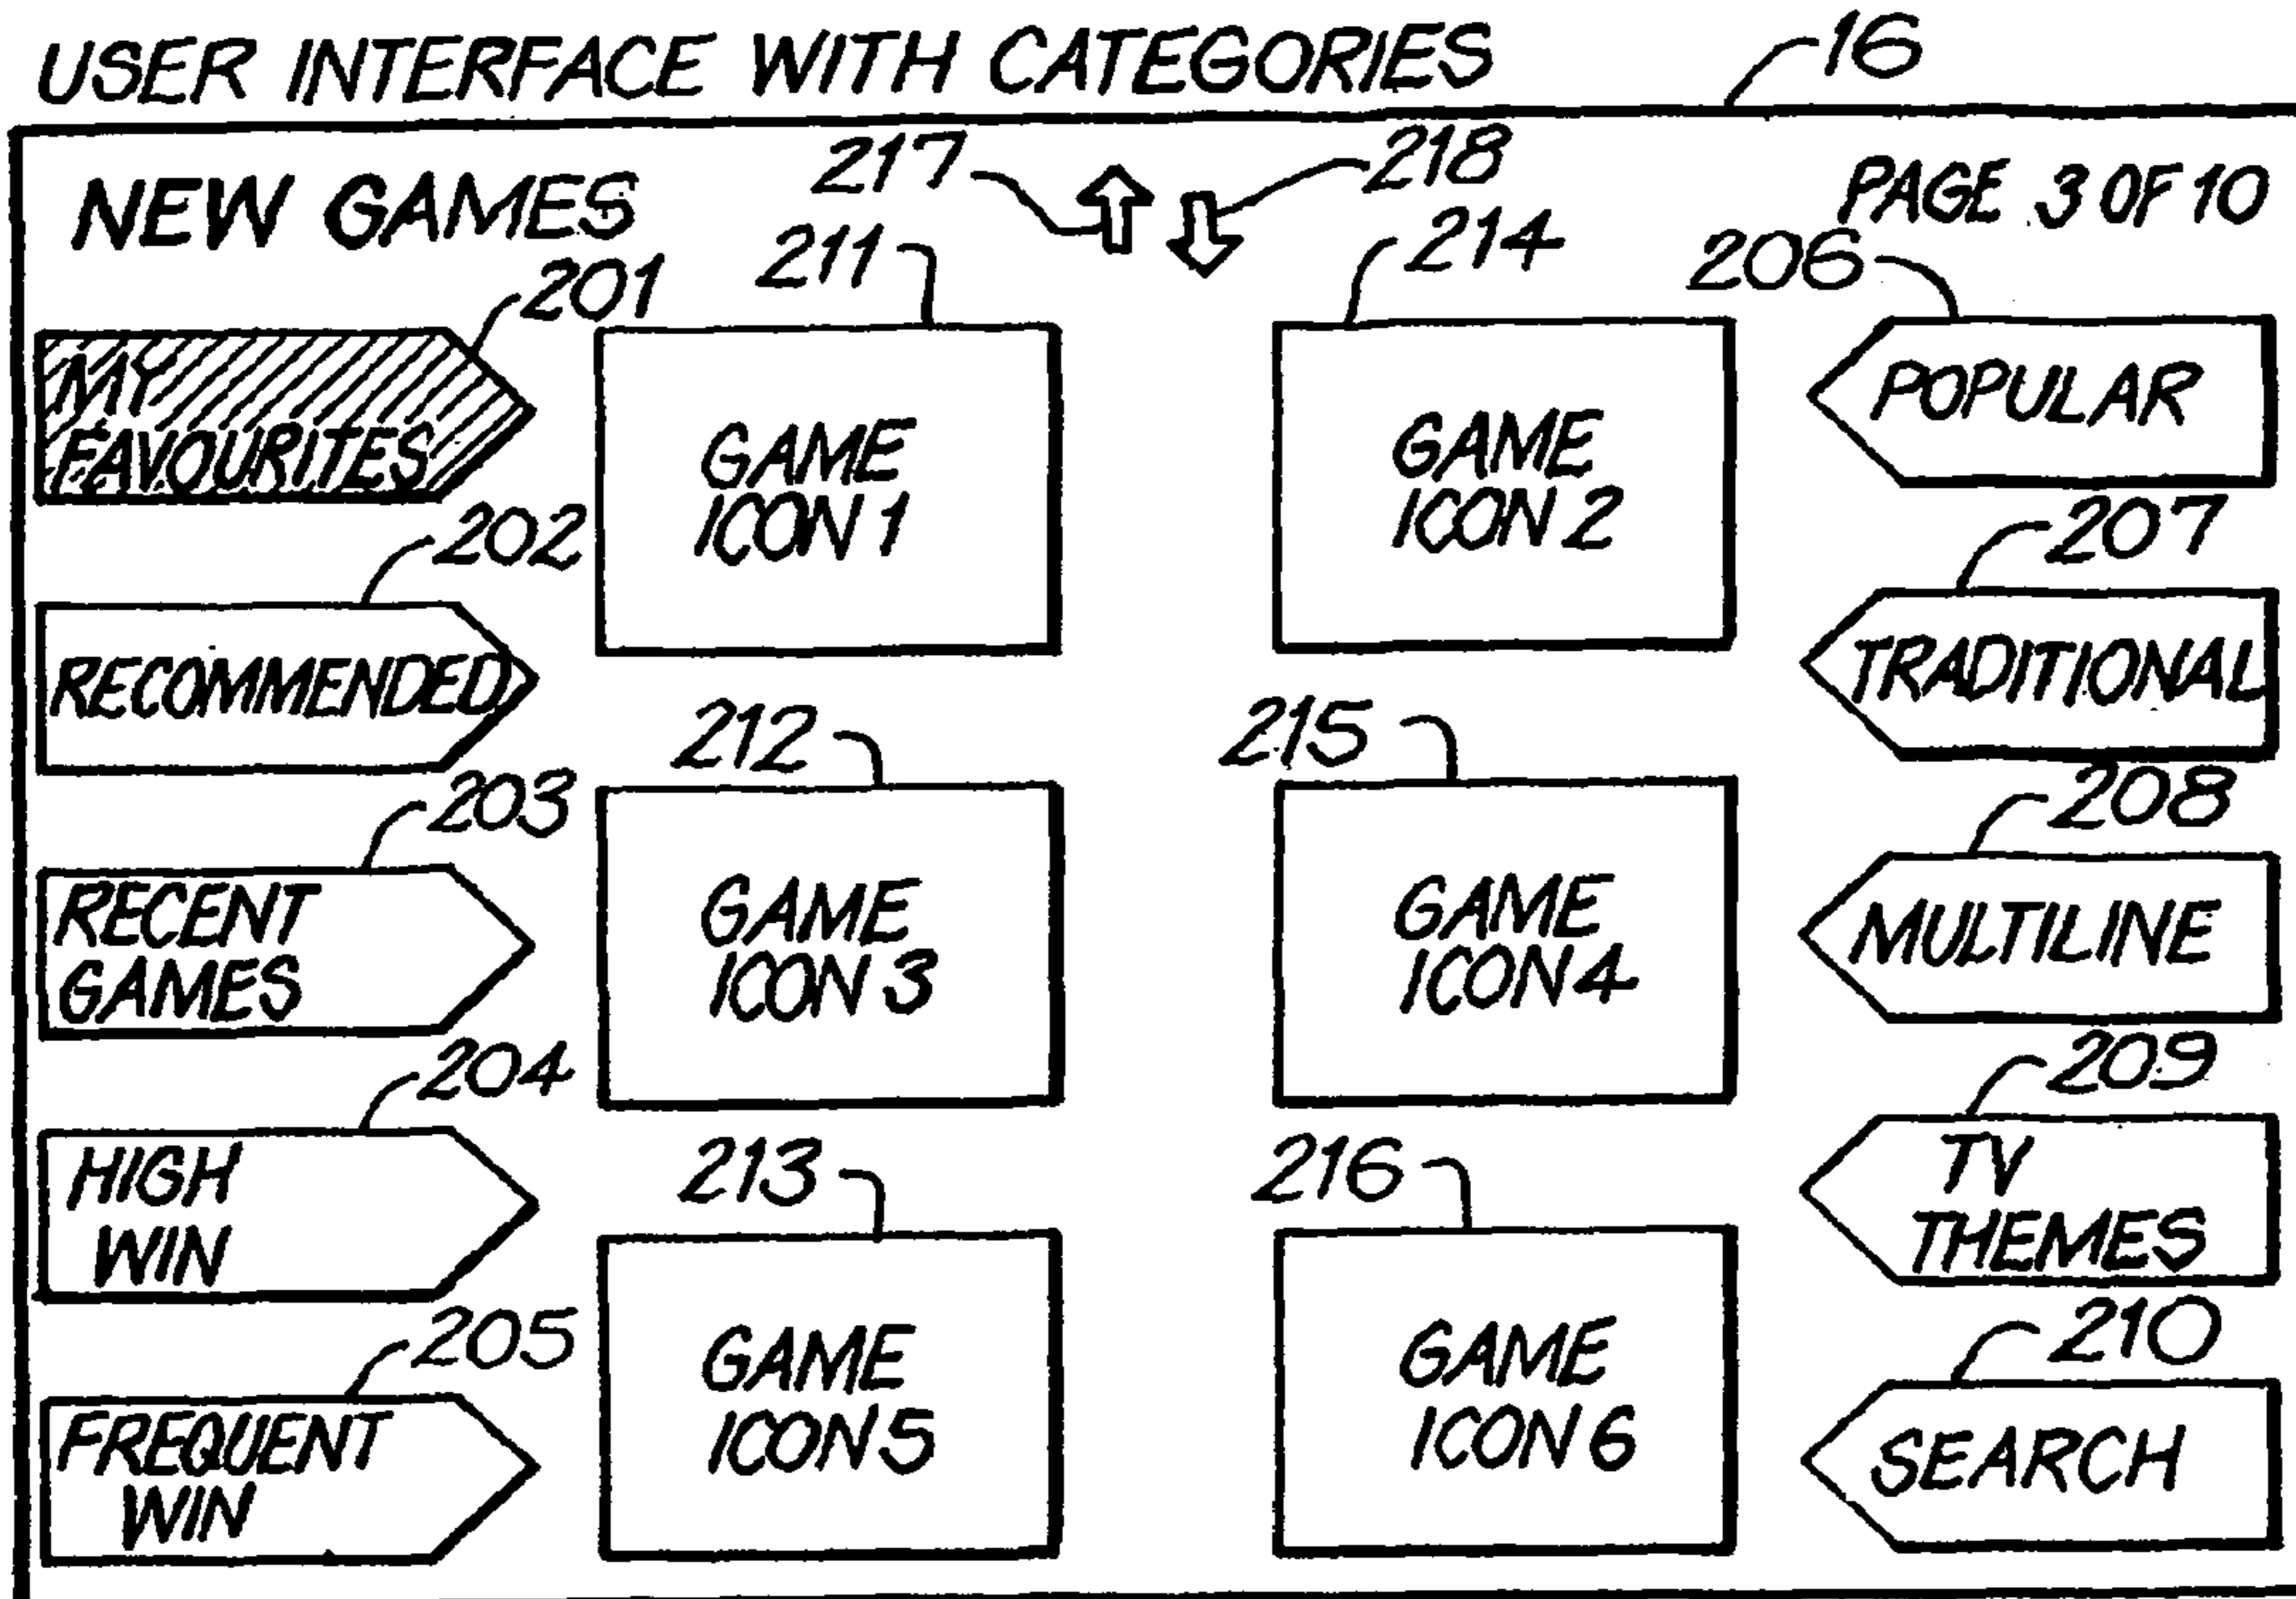 USER INTERFACE WITH CATEGORIES
16
NEW GAMES
217
218
PAGE 3 OF 10
201
211
214
206
MY
FAVOURITES
GAME
ICON 1
GAME
ICON 2
POPULAR
202
207
RECOMMENDED
TRADITIONAL
203
212
215
208
RECENT
GAMES
GAME
ICON 3
GAME
ICON 4
MULTILINE
204
213
216
209
HIGH
WIN
TV
THEMES
205
210
FREQUENT
WIN
GAME
ICON 5
GAME
ICON 6
SEARCH